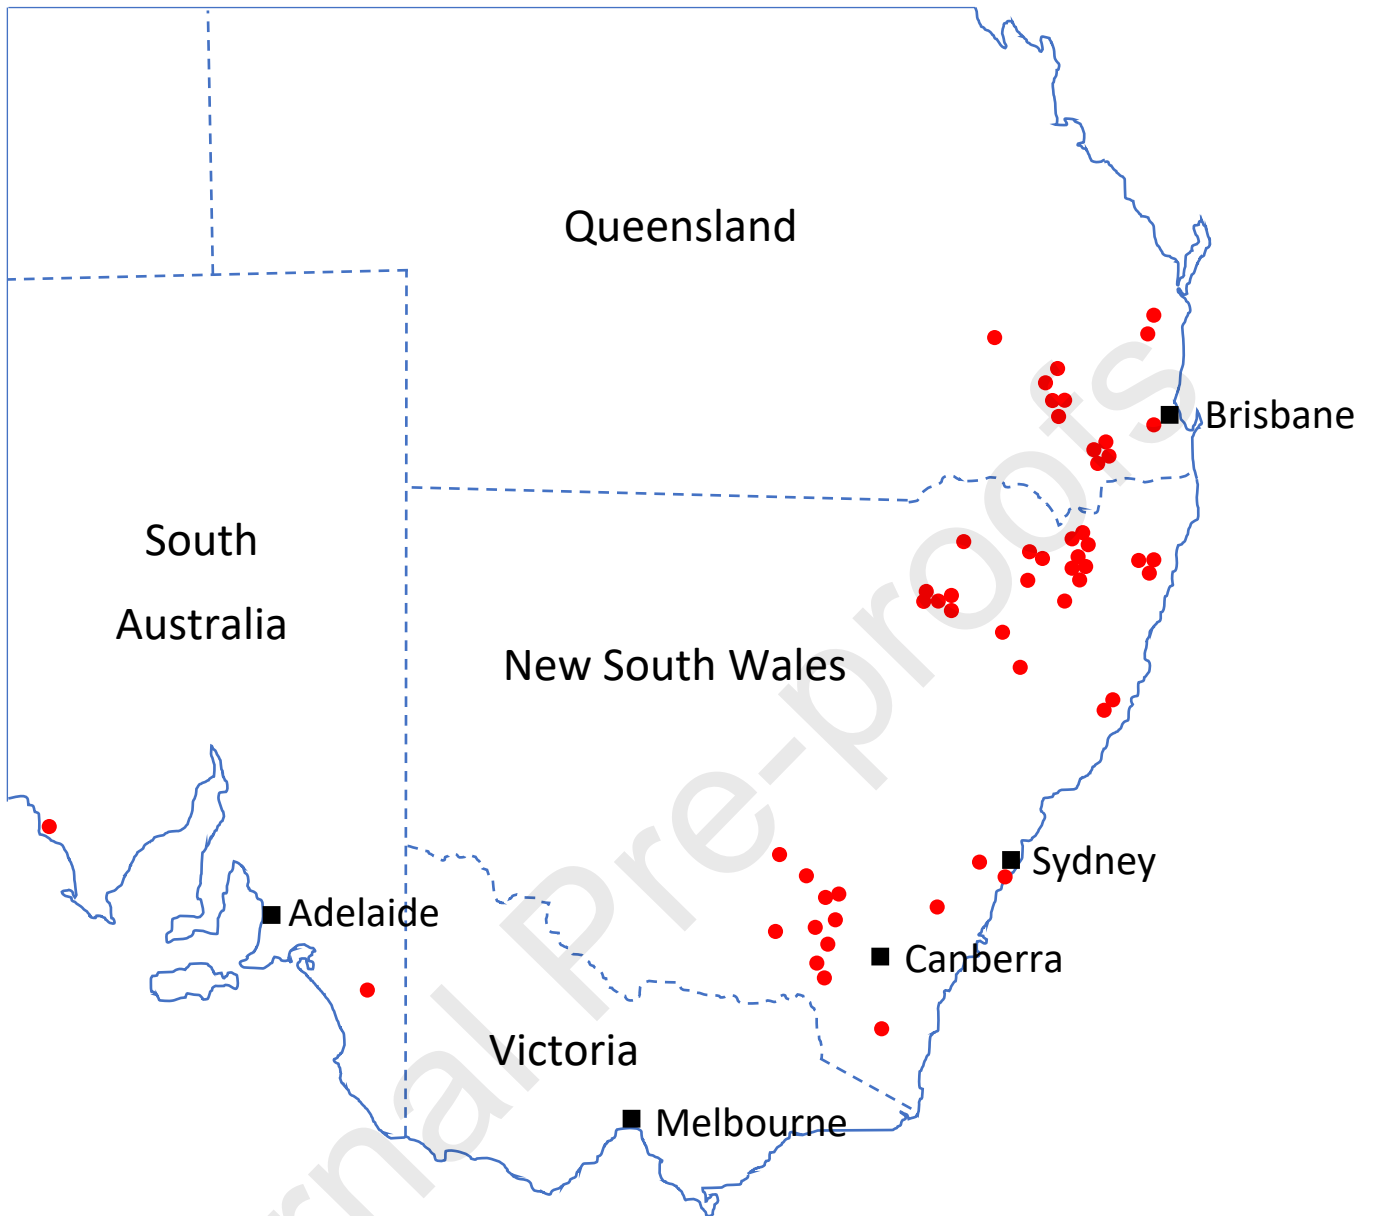 Queensland
Brisbane
South
Australia
New South Wales
Sydney
Adelaide
Canberra
Victoria
Melbourne
rnal Pre-proofs